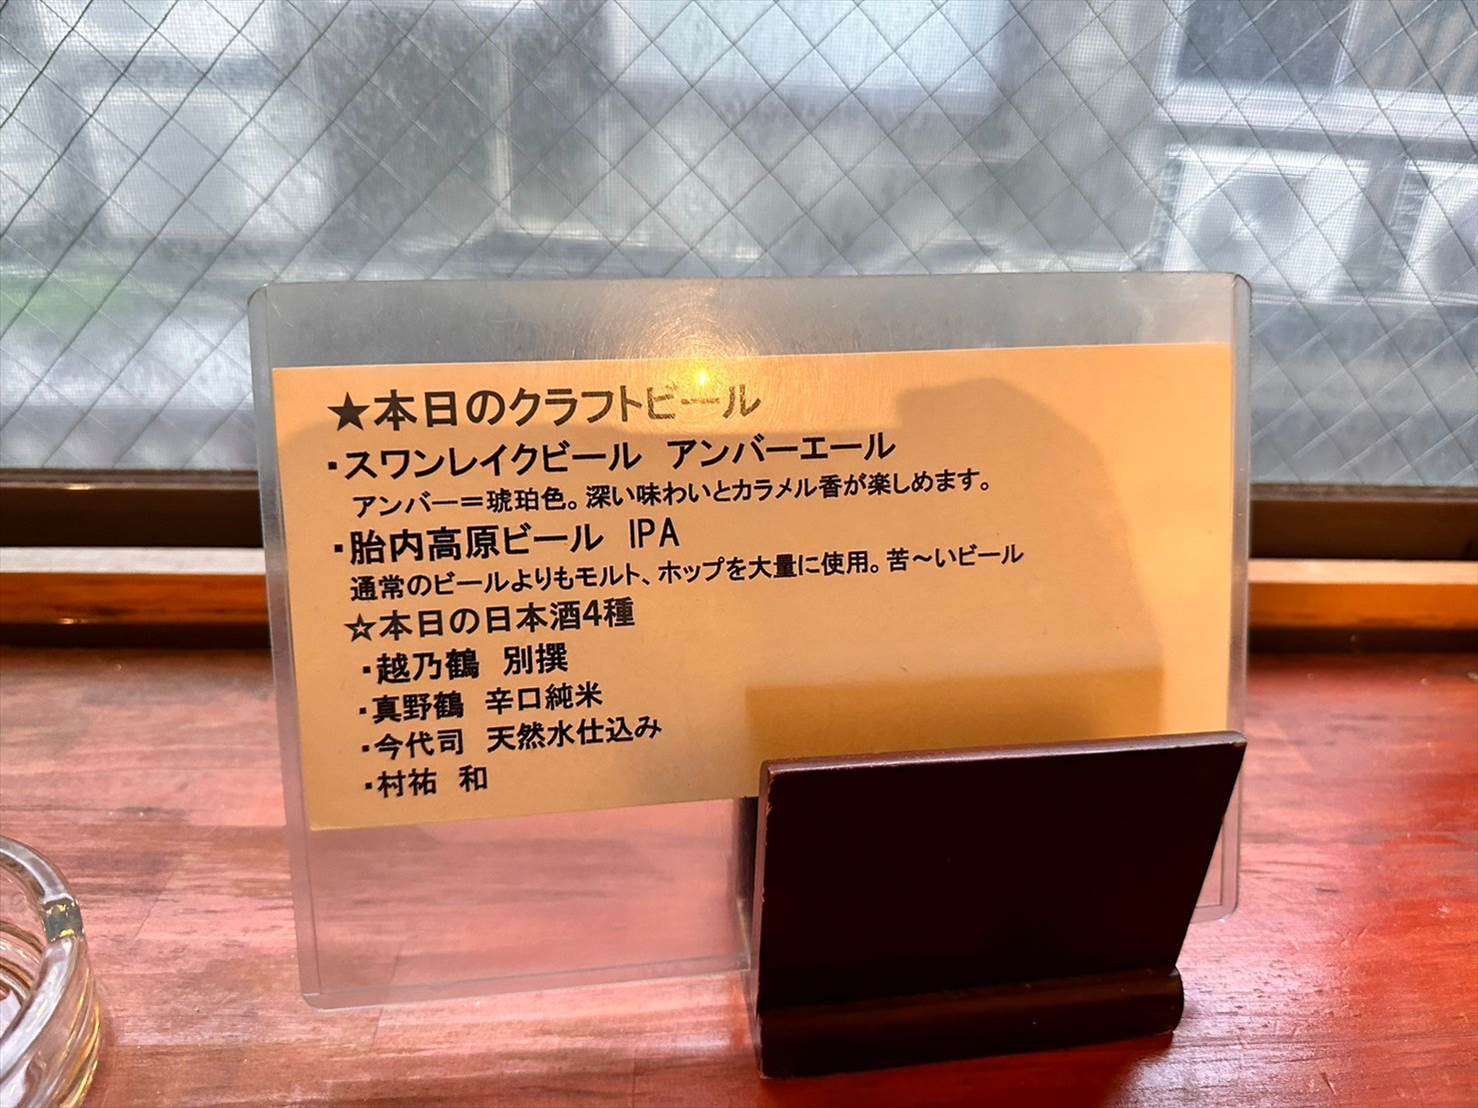 ★本日のクラフトビール
・スワンレイクビール　アンバーエール
アンバー＝琥珀色。深い味わいとカラメル香が楽しめます。
・胎内高原ビール　IPA
通常のビールよりもモルト、ホップを大量に使用。苦～いビール
☆本日の日本酒4種
・越乃鶴　別撰
・真野鶴　辛口純米
・今代司　天然水仕込み
・村祐　和